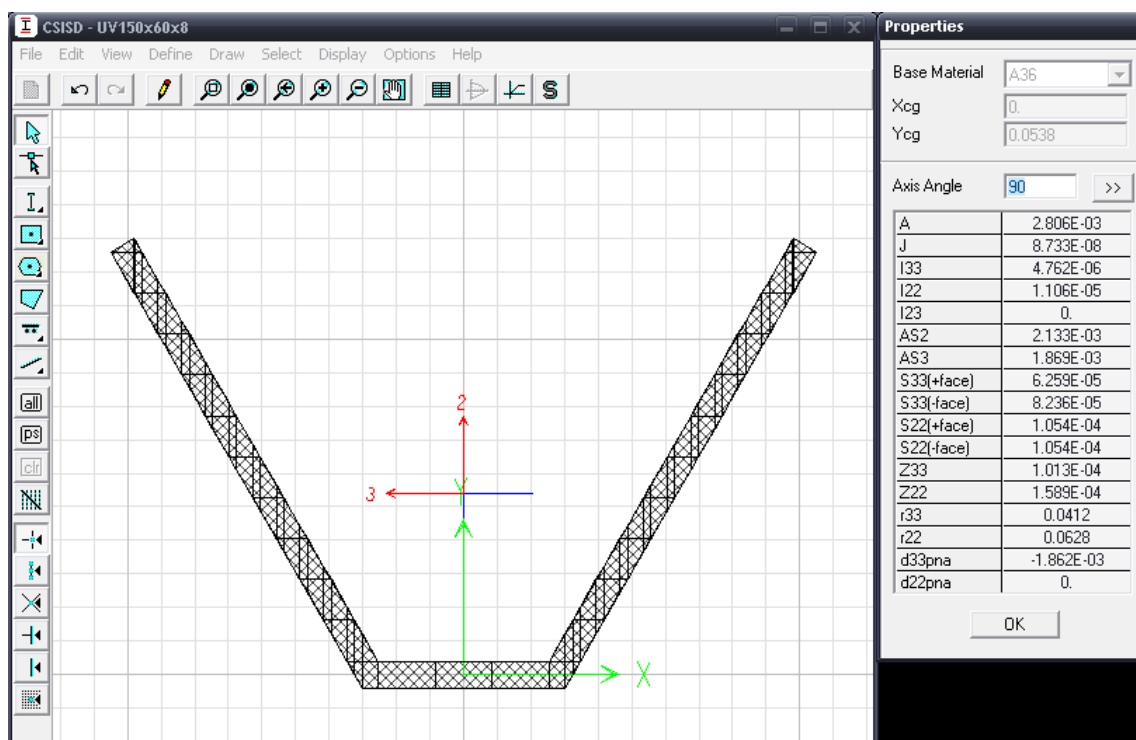 CSISD - UV150x60x8
File Edit View Define Draw Select Display Options Help
S
all
ps
clr
2
3
Y
X
Properties
Base Material A36
Xcg 0.
Ycg 0.0538
Axis Angle 90 >>
A 2.806E-03
J 8.733E-08
I33 4.762E-06
I22 1.106E-05
I23 0.
AS2 2.133E-03
AS3 1.869E-03
S33(+face) 6.259E-05
S33(-face) 8.236E-05
S22(+face) 1.054E-04
S22(-face) 1.054E-04
Z33 1.013E-04
Z22 1.589E-04
r33 0.0412
r22 0.0628
d33pna -1.862E-03
d22pna 0.
OK